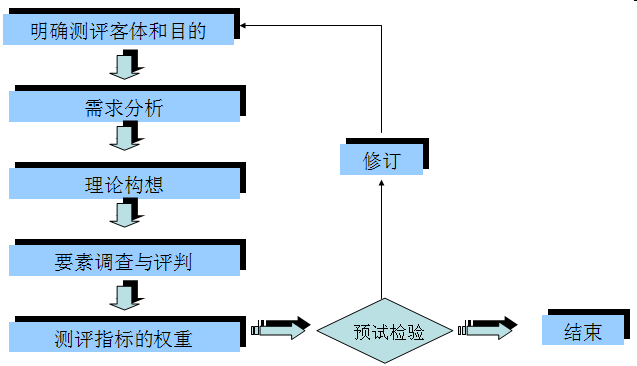 明确测评客体和目的
需求分析
理论构想
要素调查与评判
测评指标的权重
预试检验
修订
结束